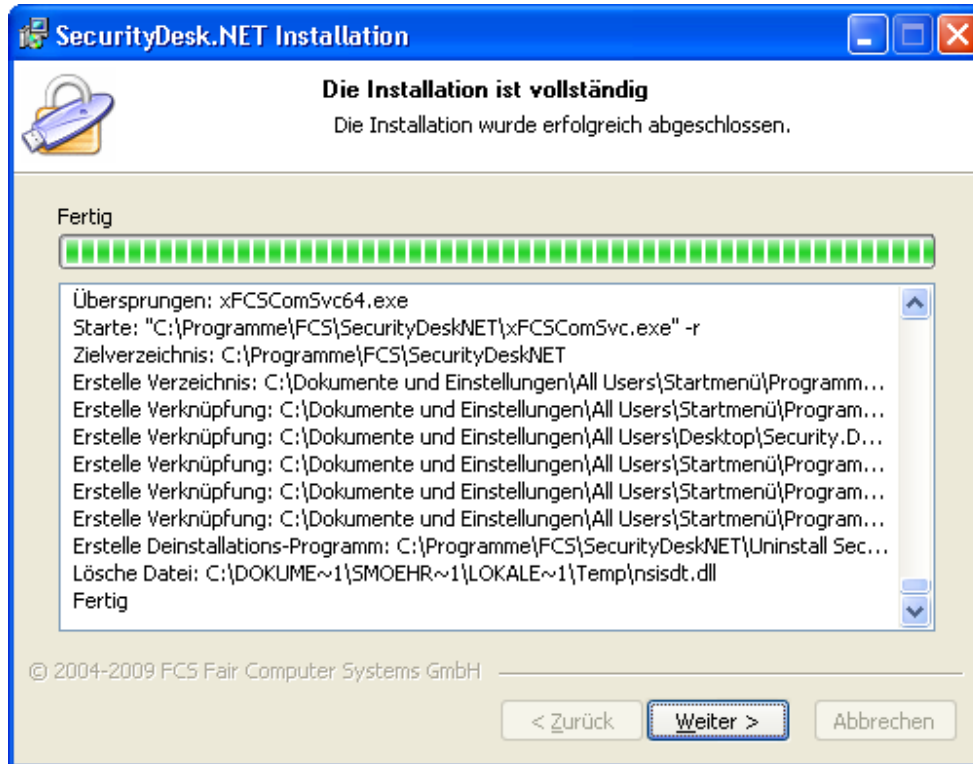 SecurityDesk.NET Installation
Die Installation ist vollständig
Die Installation wurde erfolgreich abgeschlossen.
Fertig
Übersprungen: xFCSComSvc64.exe
Starte: "C:\Programme\FCS\SecurityDeskNET\xFCSComSvc.exe" -r
Zielverzeichnis: C:\Programme\FCS\SecurityDeskNET
Erstelle Verzeichnis: C:\Dokumente und Einstellungen\All Users\Startmenü\Programm...
Erstelle Verknüpfung: C:\Dokumente und Einstellungen\All Users\Startmenü\Program...
Erstelle Verknüpfung: C:\Dokumente und Einstellungen\All Users\Desktop\Security.D...
Erstelle Verknüpfung: C:\Dokumente und Einstellungen\All Users\Startmenü\Program...
Erstelle Verknüpfung: C:\Dokumente und Einstellungen\All Users\Startmenü\Program...
Erstelle Verknüpfung: C:\Dokumente und Einstellungen\All Users\Startmenü\Program...
Erstelle Deinstallations-Programm: C:\Programme\FCS\SecurityDeskNET\Uninstall Sec...
Lösche Datei: C:\DOKUME~1\SMOEHR~1\LOKALE~1\Temp\nsisdt.dll
Fertig
© 2004-2009 FCS Fair Computer Systems GmbH
< Zurück Weiter > Abbrechen